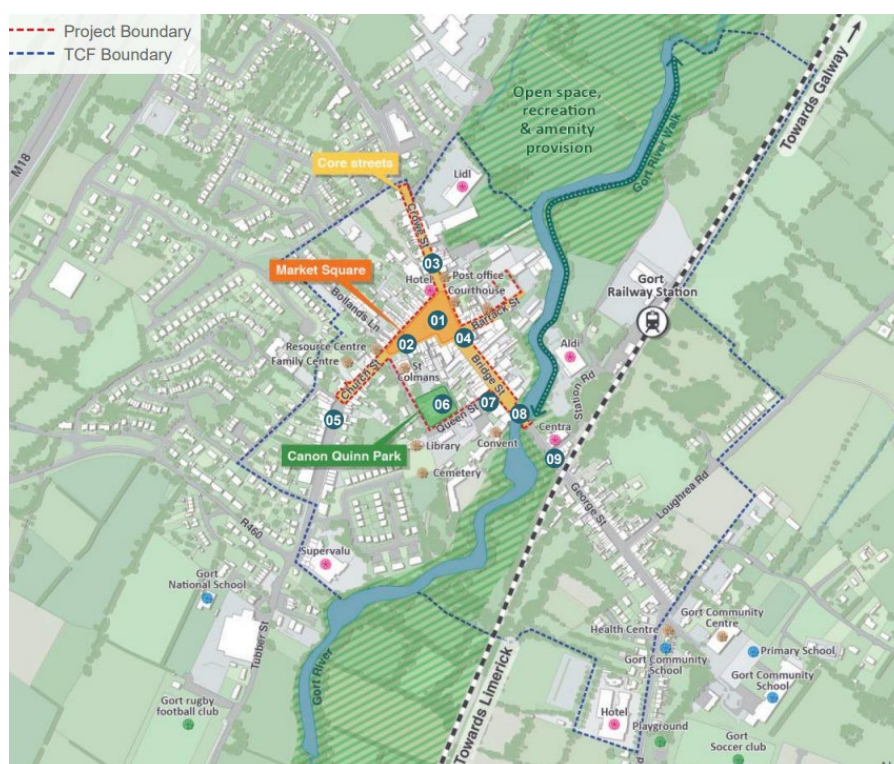 Project Boundary
TCF Boundary
M18
Towards Galway
Open space,
recreation
& amenity
provision
Gort River Walk
Core streets
Lidl
Crowe St
03
Post office
Hotel
Courthouse
Market Square
Gort
Railway Station
Bollands Ln
01
Barrack St
02
04
Resource Centre
Family Centre
Church St
St
Colmans
Bridge St
Aldi
Station Rd
05
06
07
08
Queen St
Centra
Convent
Library
09
Canon Quinn Park
Cemetery
George St
Loughrea Rd
R460
Supervalu
Gort
National School
Tubber St
Gort River
Health Centre
Gort Community
Centre
Gort Community
School
Primary School
Gort Community
School
Gort rugby
football club
Hotel
Playground
Gort
Soccer club
Towards Limerick